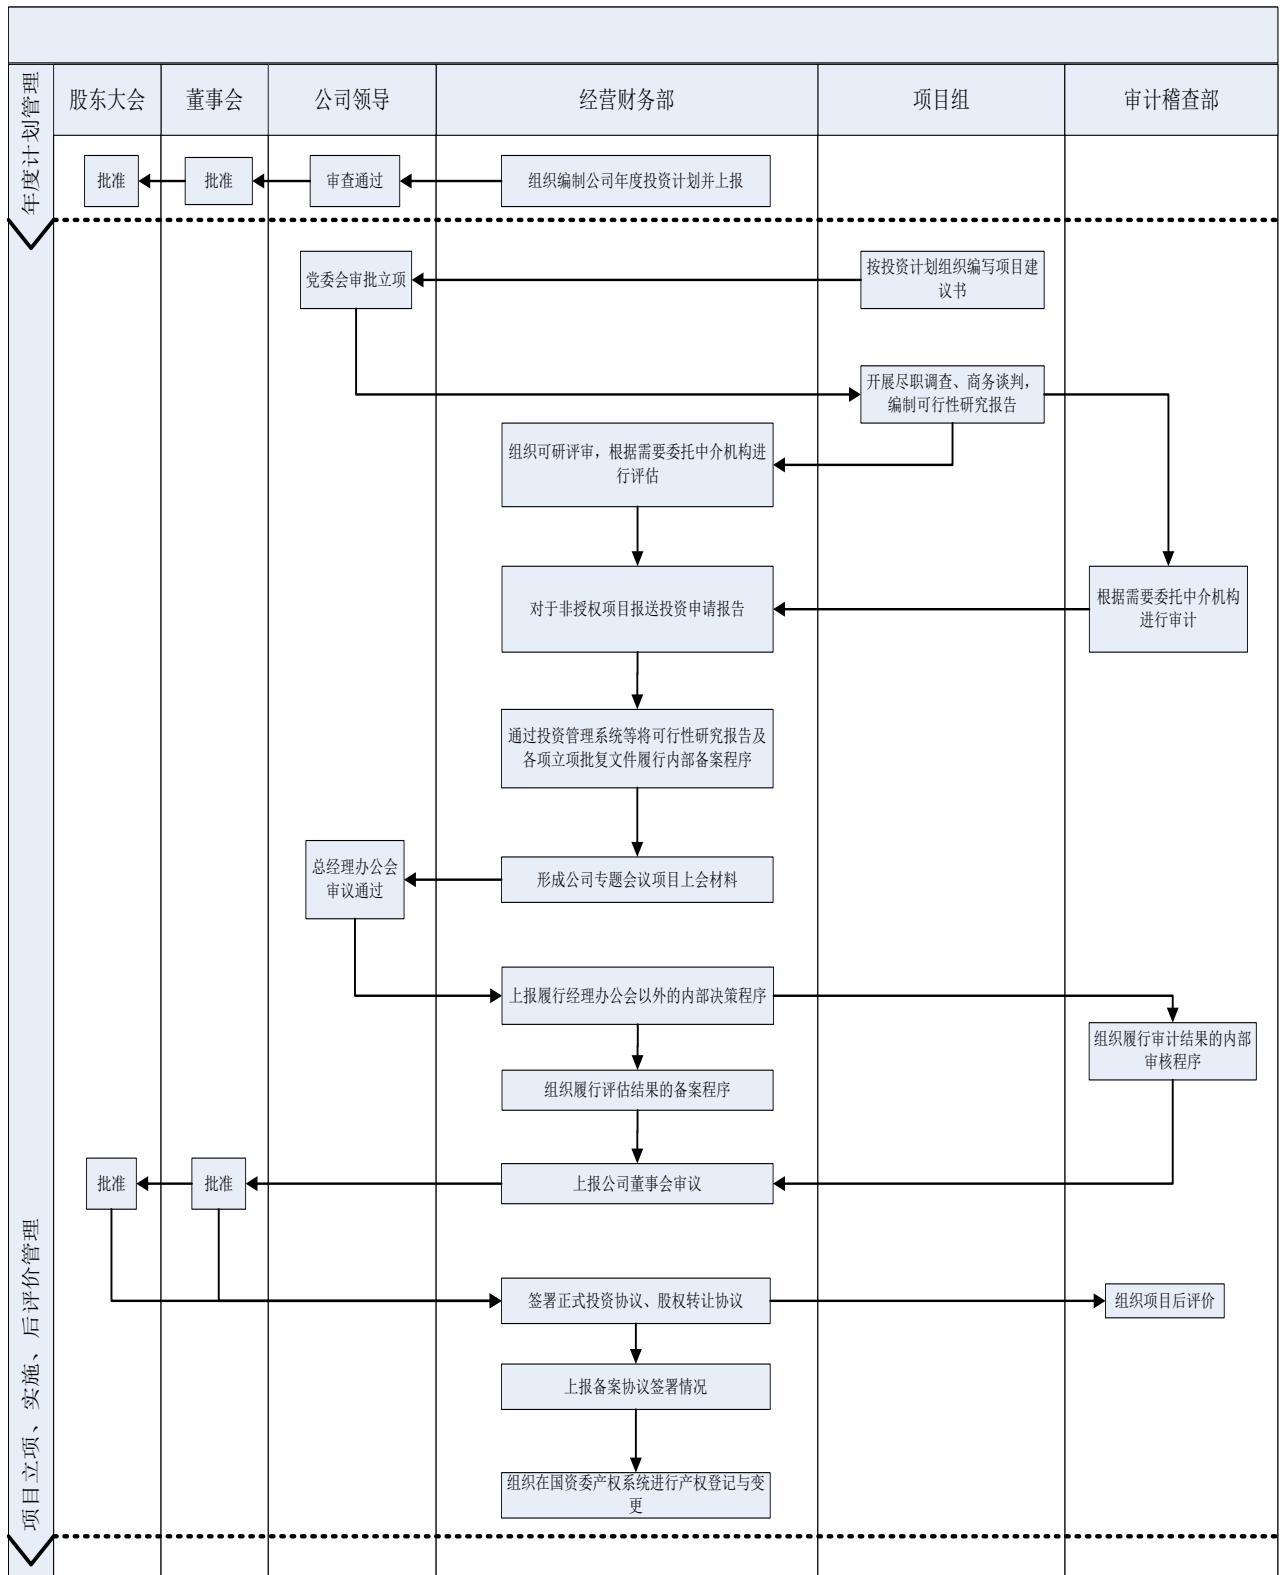 年度计划管理
股东大会
董事会
公司领导
经营财务部
项目组
审计稽查部
批准
批准
审查通过
组织编制公司年度投资计划并上报
党委会审批立项
按投资计划组织编写项目建
议书
开展尽职调查、商务谈判，
编制可行性研究报告
组织可研评审，根据需要委托中介机构进
行评估
对于非授权项目报送投资申请报告
根据需要委托中介机构
进行审计
通过投资管理系统等将可行性研究报告及
各项立项批复文件履行内部备案程序
总经理办公会
审议通过
形成公司专题会议项目上会材料
上报履行经理办公会以外的内部决策程序
组织履行审计结果的内部
审核程序
组织履行评估结果的备案程序
批准
批准
上报公司董事会审议
项目立项、实施、后评价管理
签署正式投资协议、股权转让协议
组织项目后评价
上报备案协议签署情况
组织在国资委产权系统进行产权登记与变
更